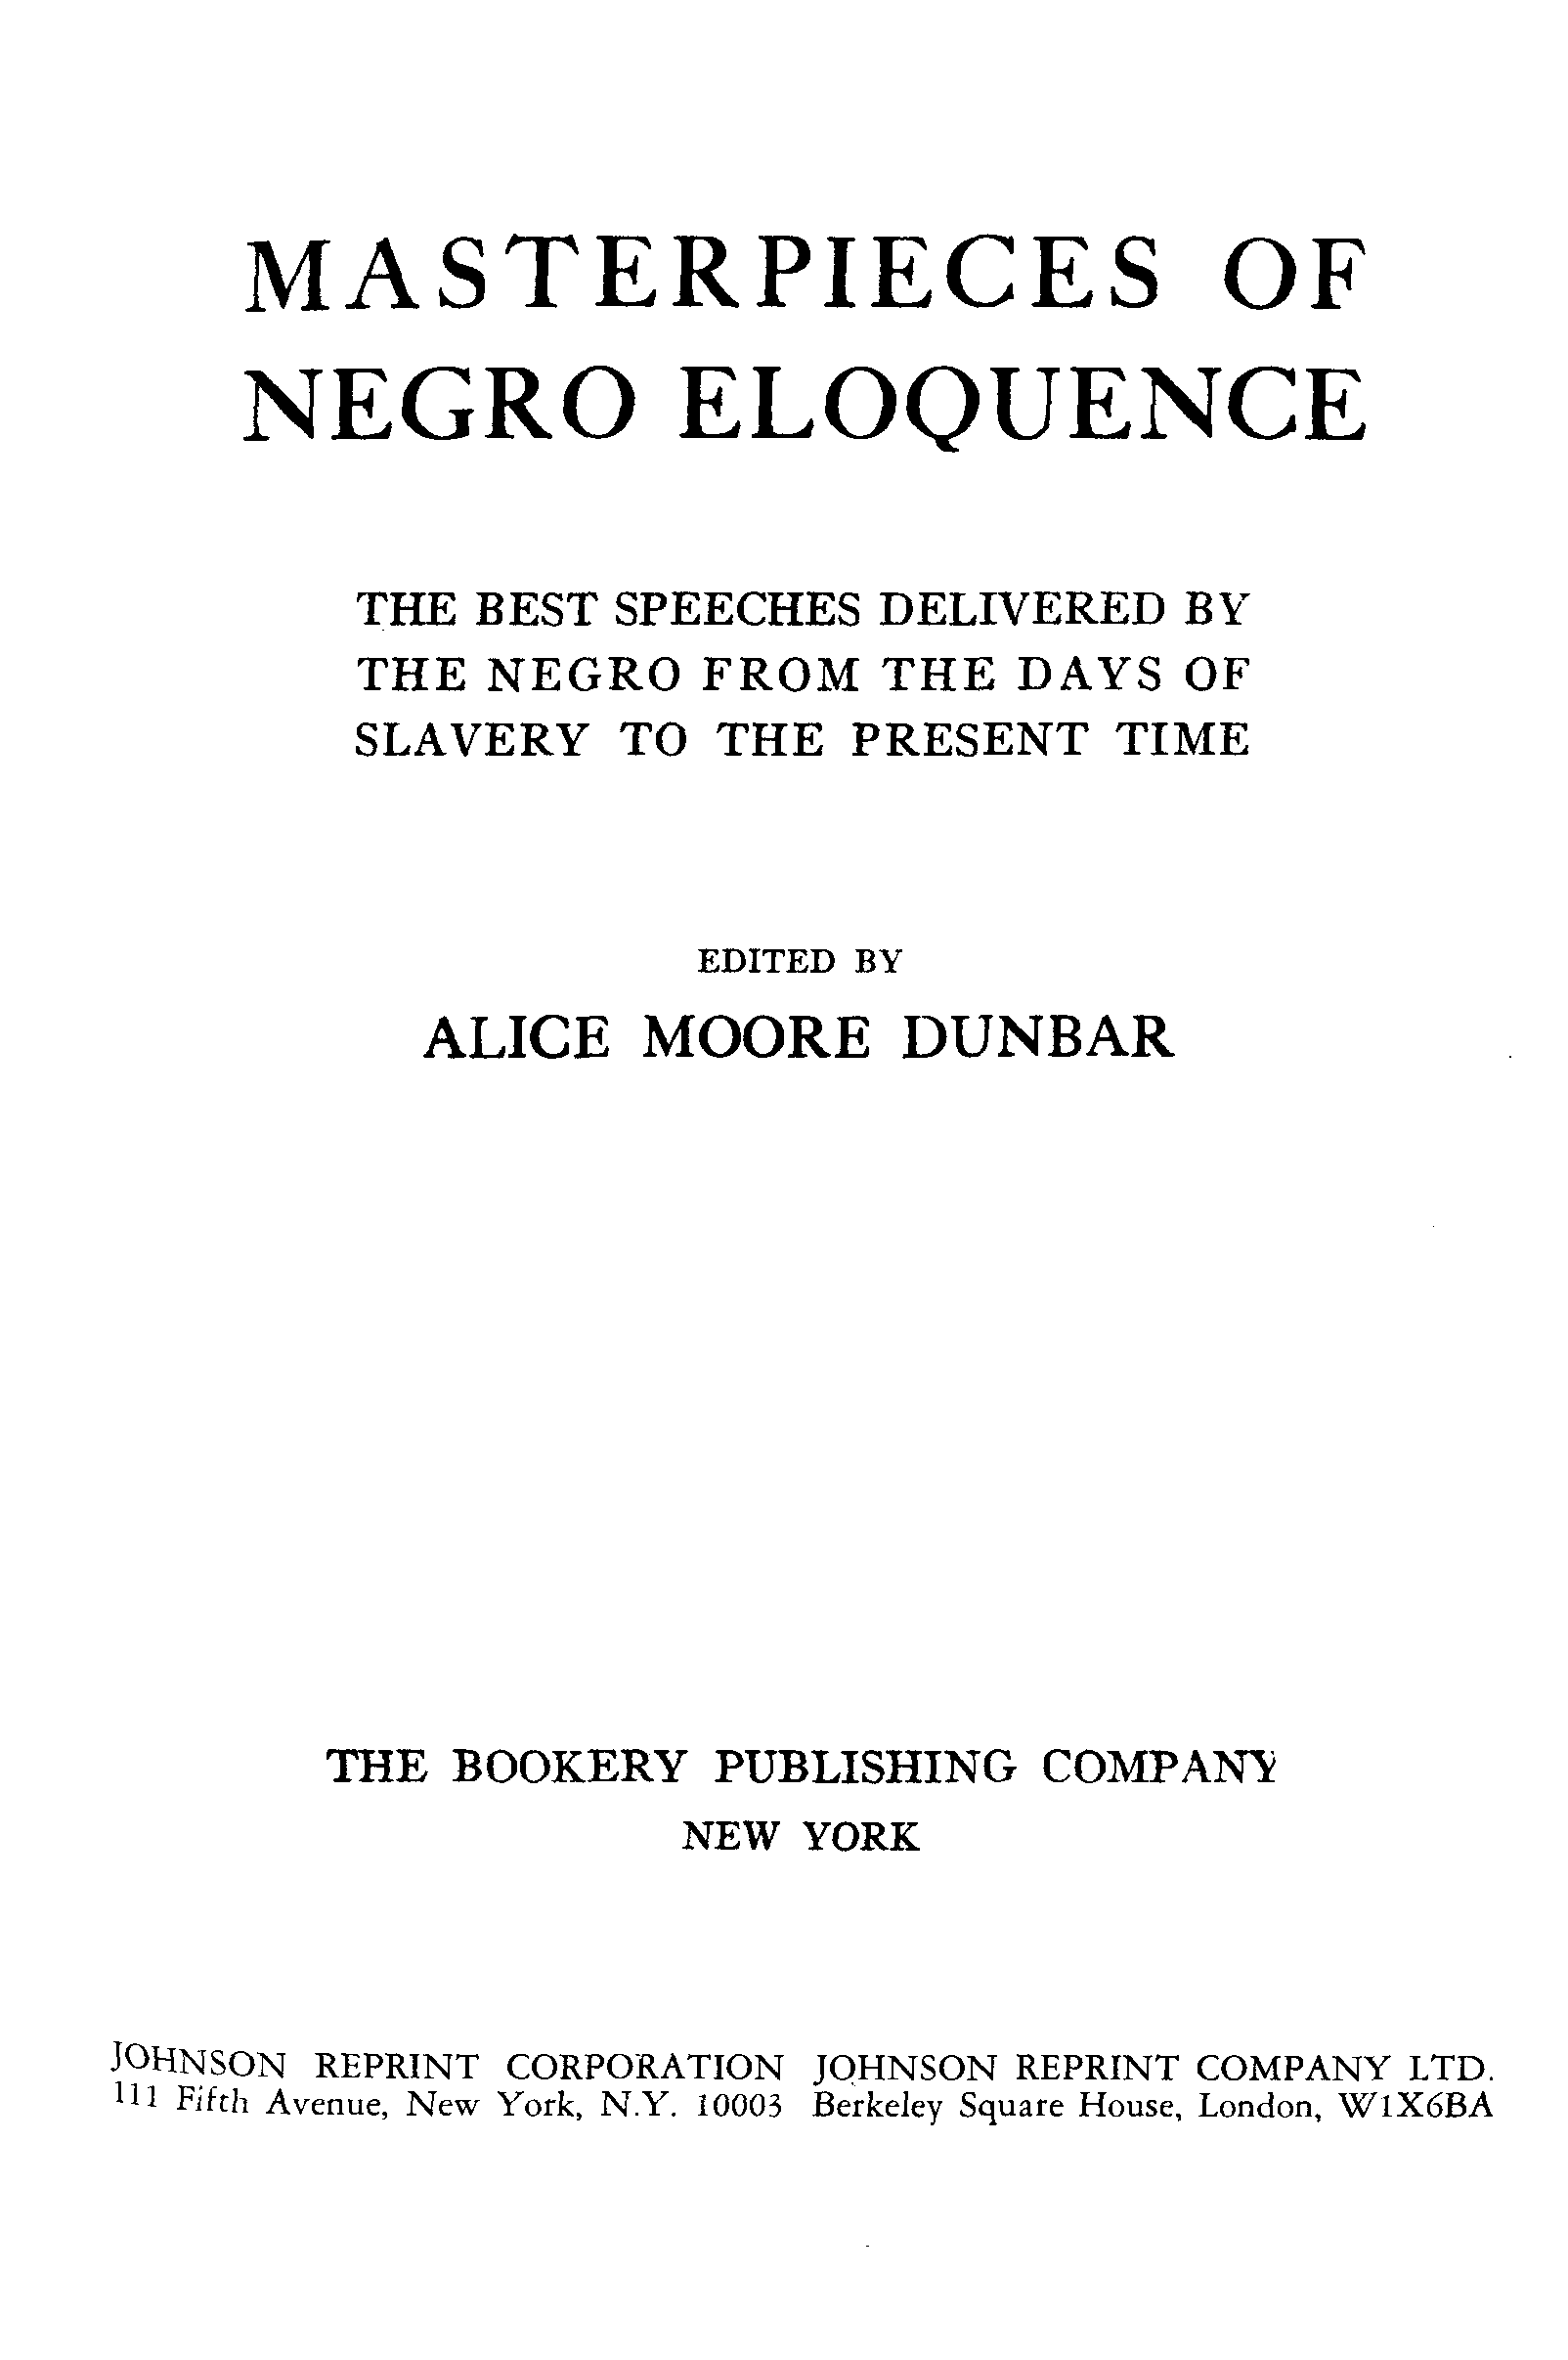 MASTERPIECES OF
NEGRO ELOQUENCE
THE BEST SPEECHES DELIVERED BY
THE NEGRO FROM THE DAYS OF
SLAVERY TO THE PRESENT TIME
EDITED BY
ALICE MOORE DUNBAR
THE BOOKERY PUBLISHING COMPANY
NEW YORK
JOHNSON REPRINT CORPORATION JOHNSON REPRINT COMPANY LTD.
111 Fifth Avenue, New York, N.Y. 10003 Berkeley Square House, London, W1X6BA